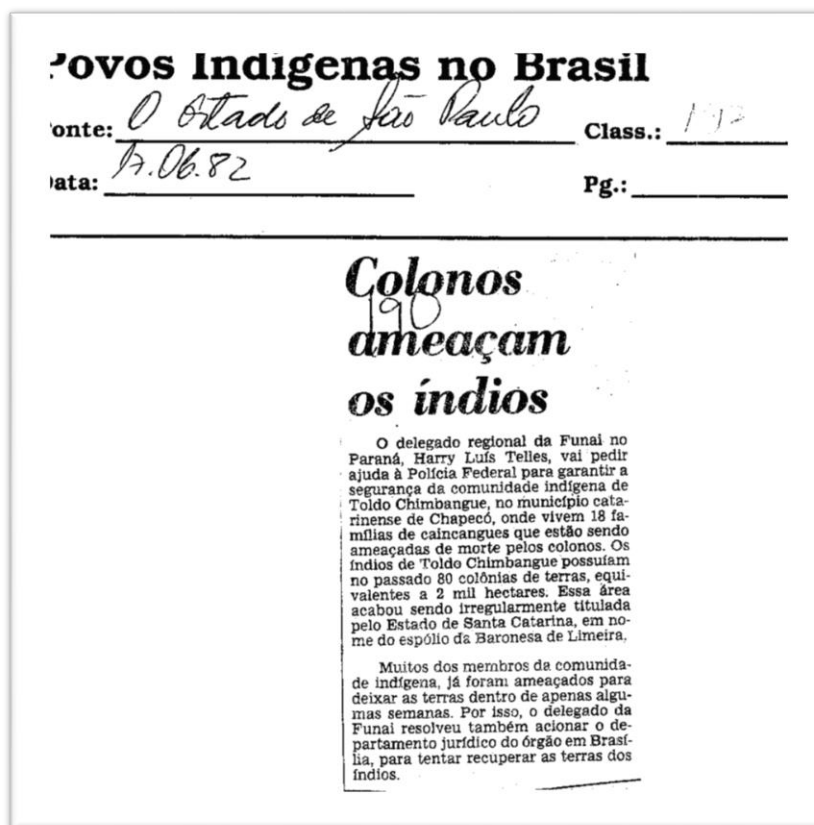 Povos Indígenas no Brasil
Fonte: O Estado de São Paulo Class.:
Data: 17.06.82 Pg.:
Colonos
190
ameaçam
os índios
O delegado regional da Funai no
Paraná, Harry Luís Telles, vai pedir
ajuda à Polícia Federal para garantir a
segurança da comunidade indígena de
Toldo Chimbangue, no município cata-
rinense de Chapecó, onde vivem 18 fa-
mílias de caincangues que estão sendo
ameaçadas de morte pelos colonos. Os
índios de Toldo Chimbangue possuíam
no passado 80 colônias de terras, equi-
valentes a 2 mil hectares. Essa área
acabou sendo irregularmente titulada
pelo Estado de Santa Catarina, em no-
me do espólio da Baronesa de Limeira.
Muitos dos membros da comunida-
de indígena, já foram ameaçados para
deixar as terras dentro de apenas algu-
mas semanas. Por isso, o delegado da
Funai resolveu também acionar o de-
partamento jurídico do órgão em Brasí-
lia, para tentar recuperar as terras dos
índios.